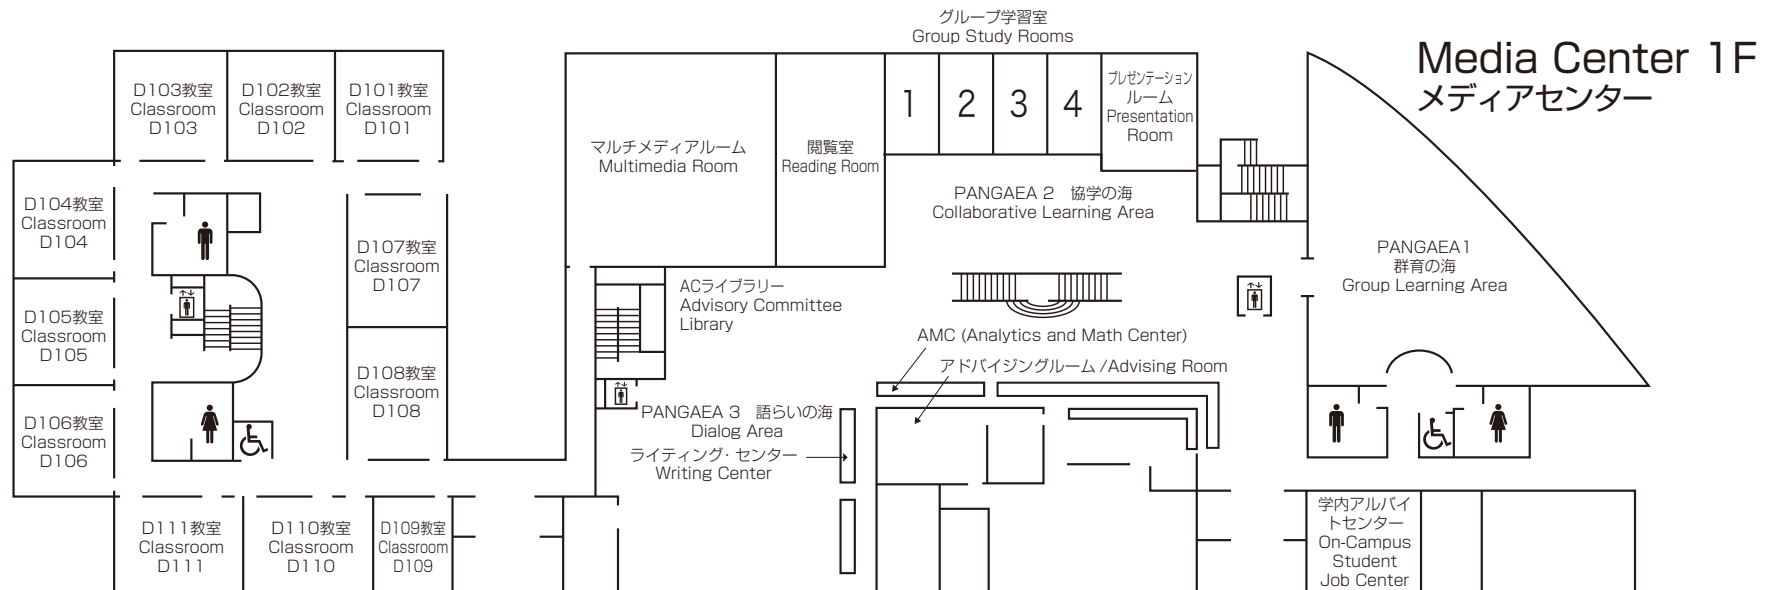 Media Center 1F
メディアセンター
グループ学習室
Group Study Rooms
D103教室
Classroom
D103
D102教室
Classroom
D102
D101教室
Classroom
D101
マルチメディアルーム
Multimedia Room
閲覧室
Reading Room
1
2
3
4
プレゼンテーション
ルーム
Presentation
Room
D104教室
Classroom
D104
PANGAEA 2 協学の海
Collaborative Learning Area
D107教室
Classroom
D107
PANGAEA1
群育の海
Group Learning Area
ACライブラリー
Advisory Committee
Library
D105教室
Classroom
D105
AMC (Analytics and Math Center)
アドバイジングルーム /Advising Room
D108教室
Classroom
D108
D106教室
Classroom
D106
PANGAEA 3 語らいの海
Dialog Area
ライティング・センター
Writing Center
D111教室
Classroom
D111
D110教室
Classroom
D110
D109教室
Classroom
D109
学内アルバイ
トセンター
On-Campus
Student
Job Center